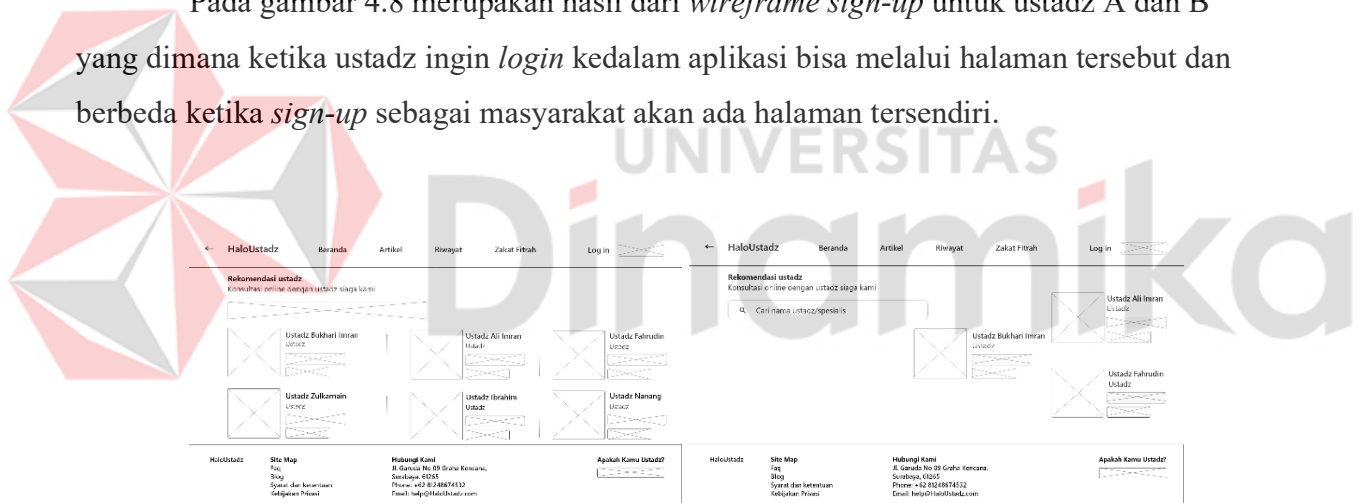 Pada gambar 4.8 merupakan hasil dari wireframe sign-up untuk ustadz A dan B
yang dimana ketika ustadz ingin login kedalam aplikasi bisa melalui halaman tersebut dan
berbeda ketika sign-up sebagai masyarakat akan ada halaman tersendiri.
UNIVERSITAS
Dinamika
← HaloUstadz Beranda Artikel Riwayat Zakat Fitrah Log in
Rekomendasi ustadz
Konsultasi online dengan ustadz siaga kami
Ustadz Bukhari Imran
Ustadz
Ustadz Ali Imran
Ustadz
Ustadz Fahrudin
Ustadz
Ustadz Zulkarnain
Ustadz
Ustadz Ibrahim
Ustadz
Ustadz Nanang
Ustadz
HaloUstadz
Site Map
Faq
Blog
Syarat dan ketentuan
Kebijakan Privasi
Hubungi Kami
Jl. Garuda No 09 Graha Kencana,
Surabaya, 61265
Phone: +62 81248674532
Email: help@HaloUstadz.com
Apakah Kamu Ustadz?
← HaloUstadz Beranda Artikel Riwayat Zakat Fitrah Log in
Rekomendasi ustadz
Konsultasi online dengan ustadz siaga kami
Cari nama ustadz/spesialis
Ustadz Bukhari Imran
Ustadz
Ustadz Ali Imran
Ustadz
Ustadz Fahrudin
Ustadz
HaloUstadz
Site Map
Faq
Blog
Syarat dan ketentuan
Kebijakan Privasi
Hubungi Kami
Jl. Garuda No 09 Graha Kencana,
Surabaya, 61265
Phone: +62 81248674532
Email: help@HaloUstadz.com
Apakah Kamu Ustadz?